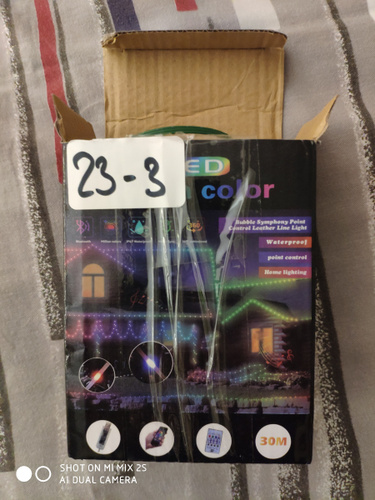 23-3
ED
color
Bubble Symphony Point
Control Leather Line Light
Waterproof
point control
Home lighting
Bluetooth
30M
SHOT ON MI MIX 2S
AI DUAL CAMERA